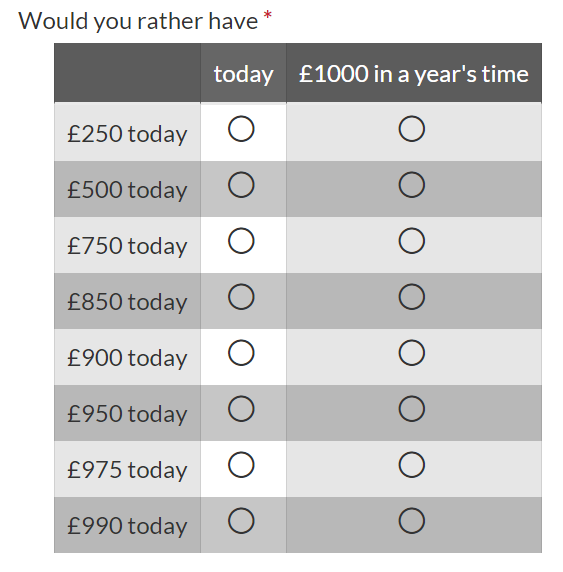 Would you rather have *
today £1000 in a year's time
£250 today
£500 today
£750 today
£850 today
£900 today
£950 today
£975 today
£990 today